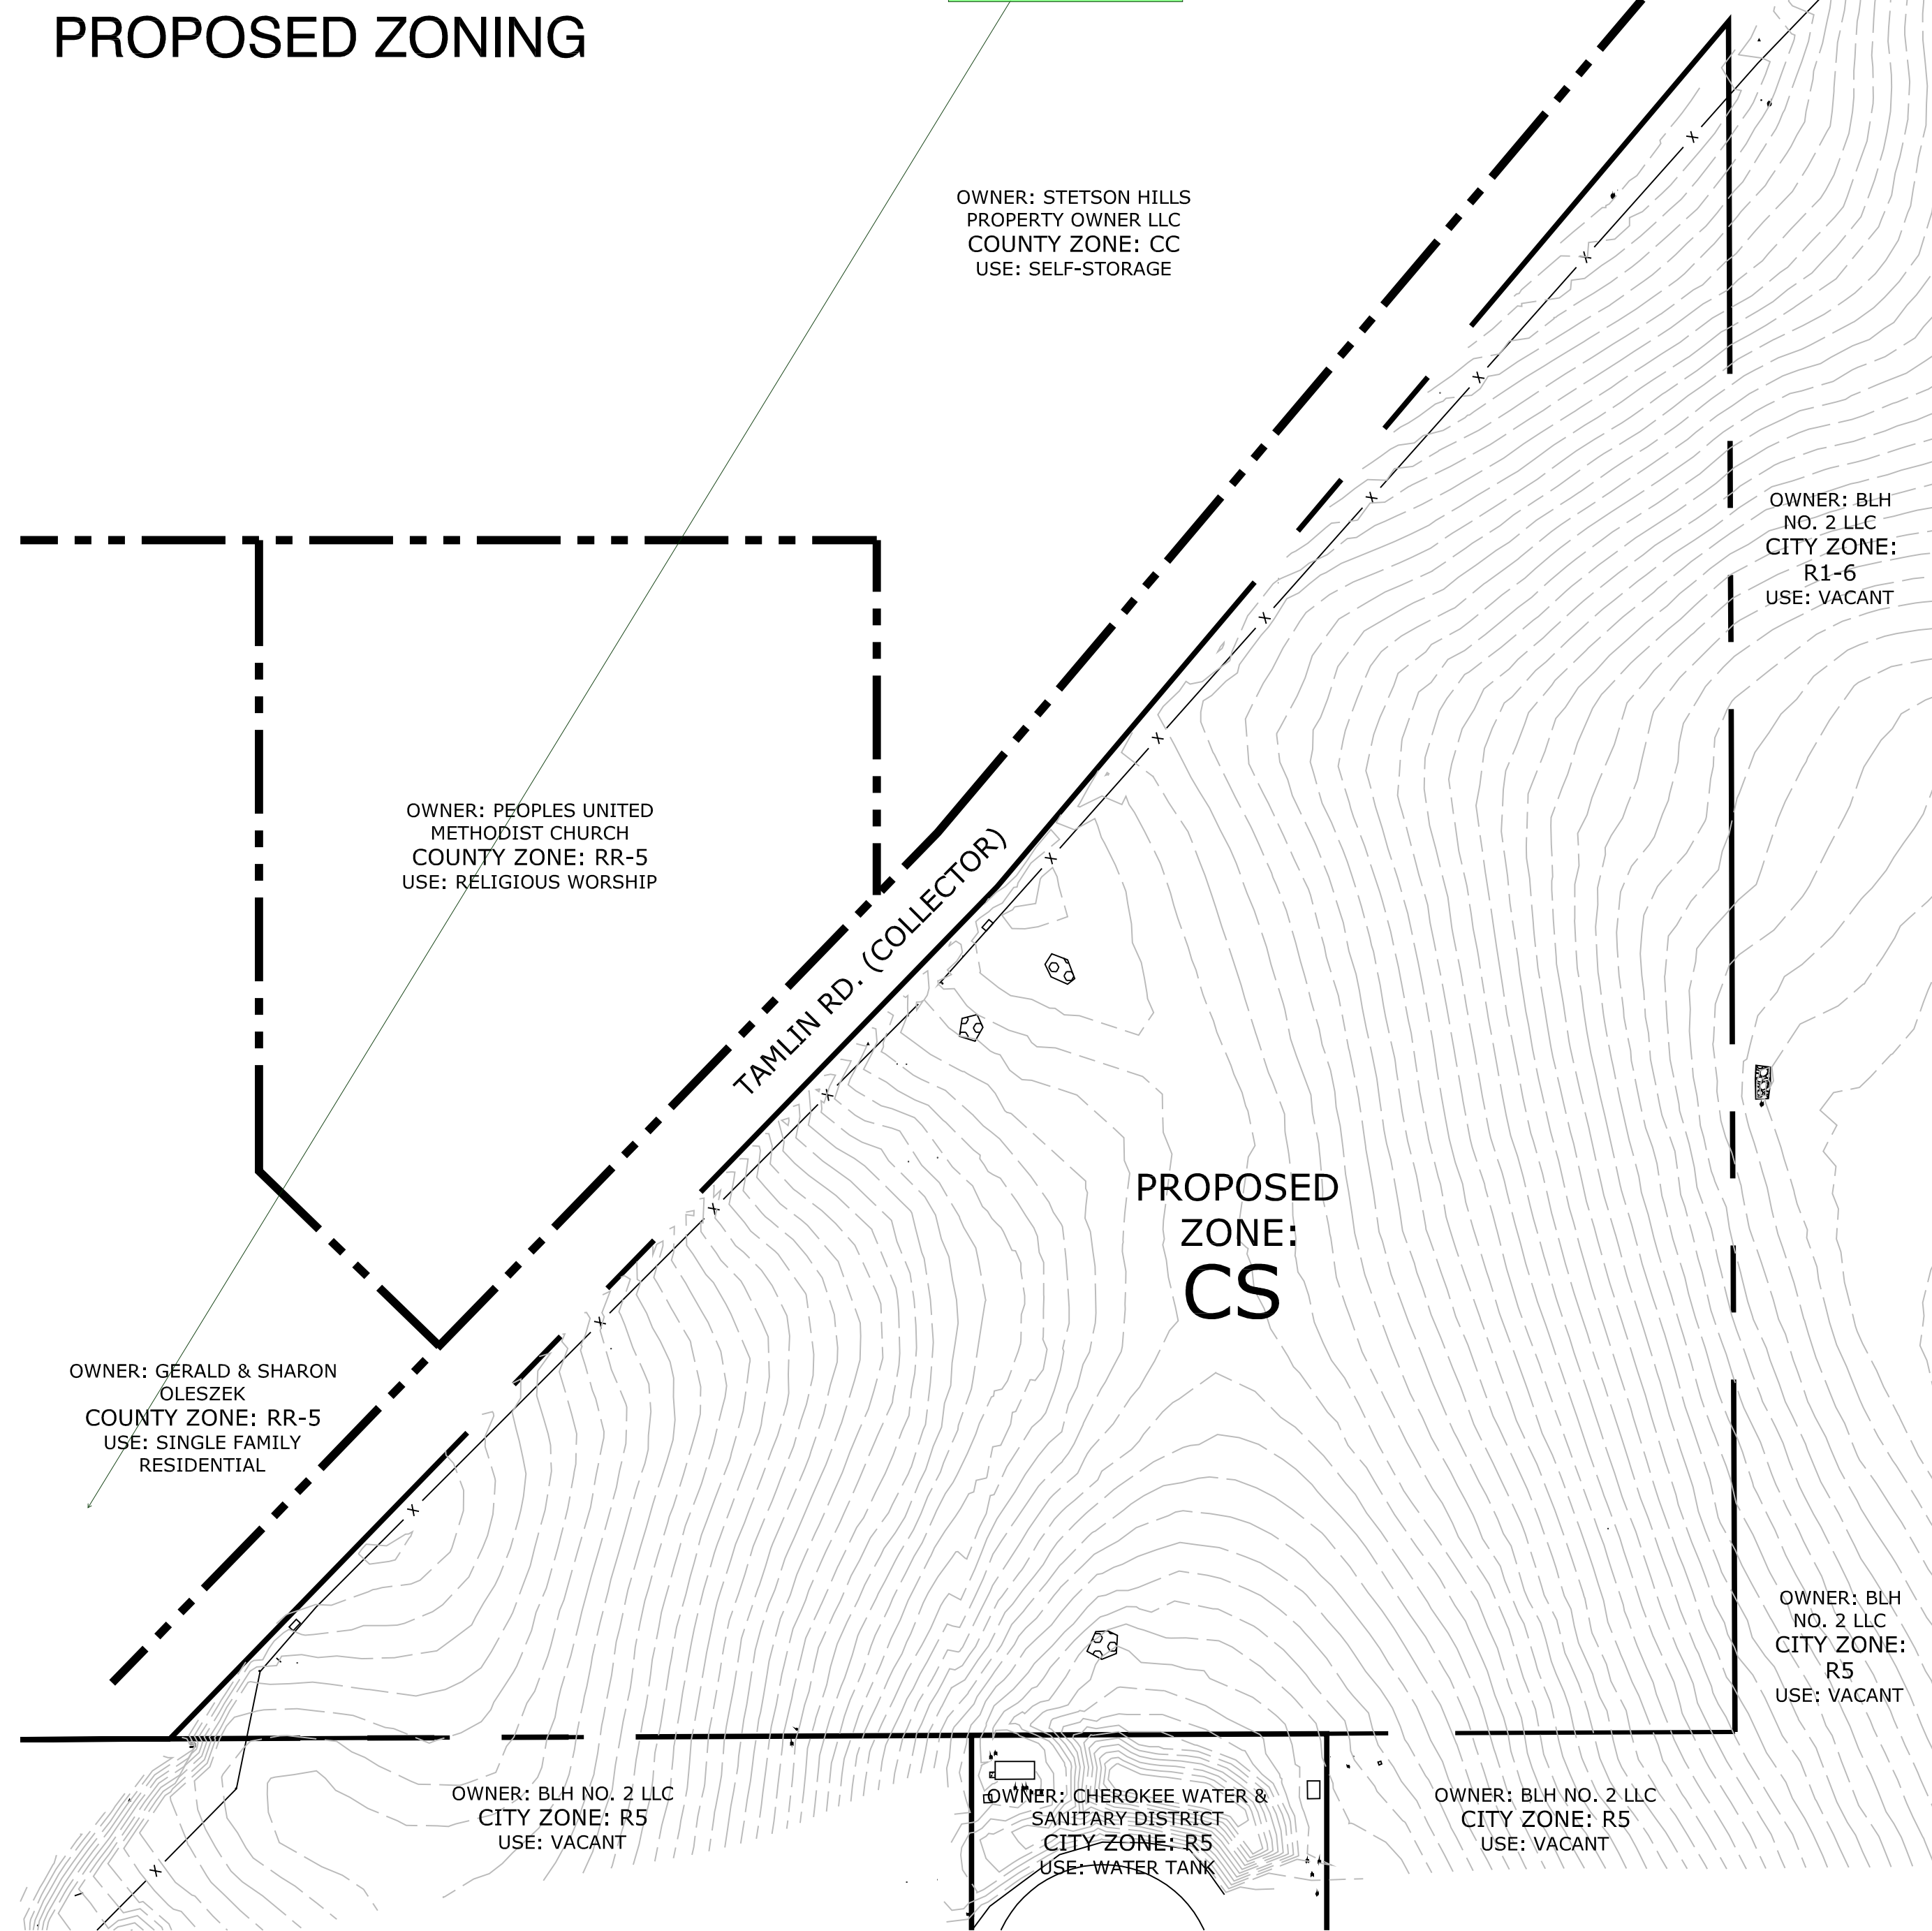 PROPOSED ZONING
OWNER: STETSON HILLS
PROPERTY OWNER LLC
COUNTY ZONE: CC
USE: SELF-STORAGE
OWNER: BLH
NO. 2 LLC
CITY ZONE:
R1-6
USE: VACANT
OWNER: PEOPLES UNITED
METHODIST CHURCH
COUNTY ZONE: RR-5
USE: RELIGIOUS WORSHIP
TAMLIN RD. (COLLECTOR)
PROPOSED
ZONE:
CS
OWNER: GERALD & SHARON
OLESZEK
COUNTY ZONE: RR-5
USE: SINGLE FAMILY
RESIDENTIAL
OWNER: BLH
NO. 2 LLC
CITY ZONE:
R5
USE: VACANT
OWNER: BLH NO. 2 LLC
CITY ZONE: R5
USE: VACANT
OWNER: CHEROKEE WATER &
SANITARY DISTRICT
CITY ZONE: R5
USE: WATER TANK
OWNER: BLH NO. 2 LLC
CITY ZONE: R5
USE: VACANT